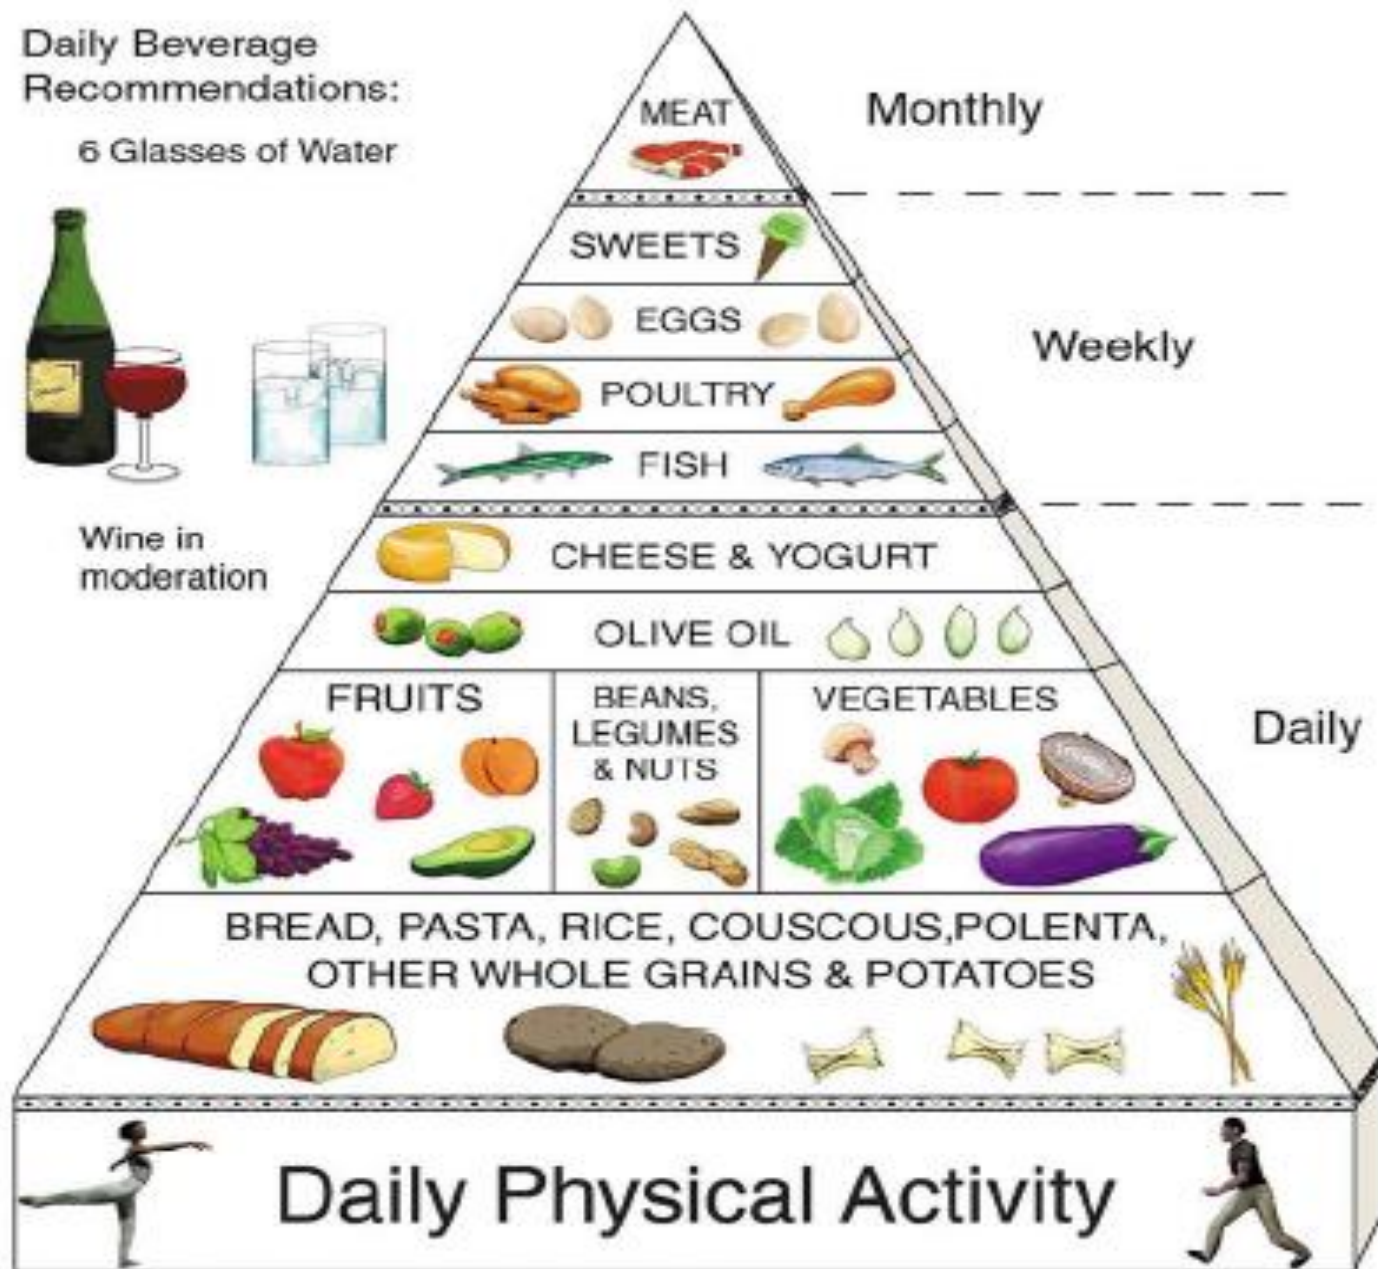 Daily Beverage
Recommendations:
6 Glasses of Water
Wine in
moderation
MEAT
Monthly
SWEETS
EGGS
POULTRY
FISH
Weekly
CHEESE & YOGURT
OLIVE OIL
FRUITS
BEANS,
LEGUMES
& NUTS
VEGETABLES
Daily
BREAD, PASTA, RICE, COUSCOUS,POLENTA,
OTHER WHOLE GRAINS & POTATOES
Daily Physical Activity